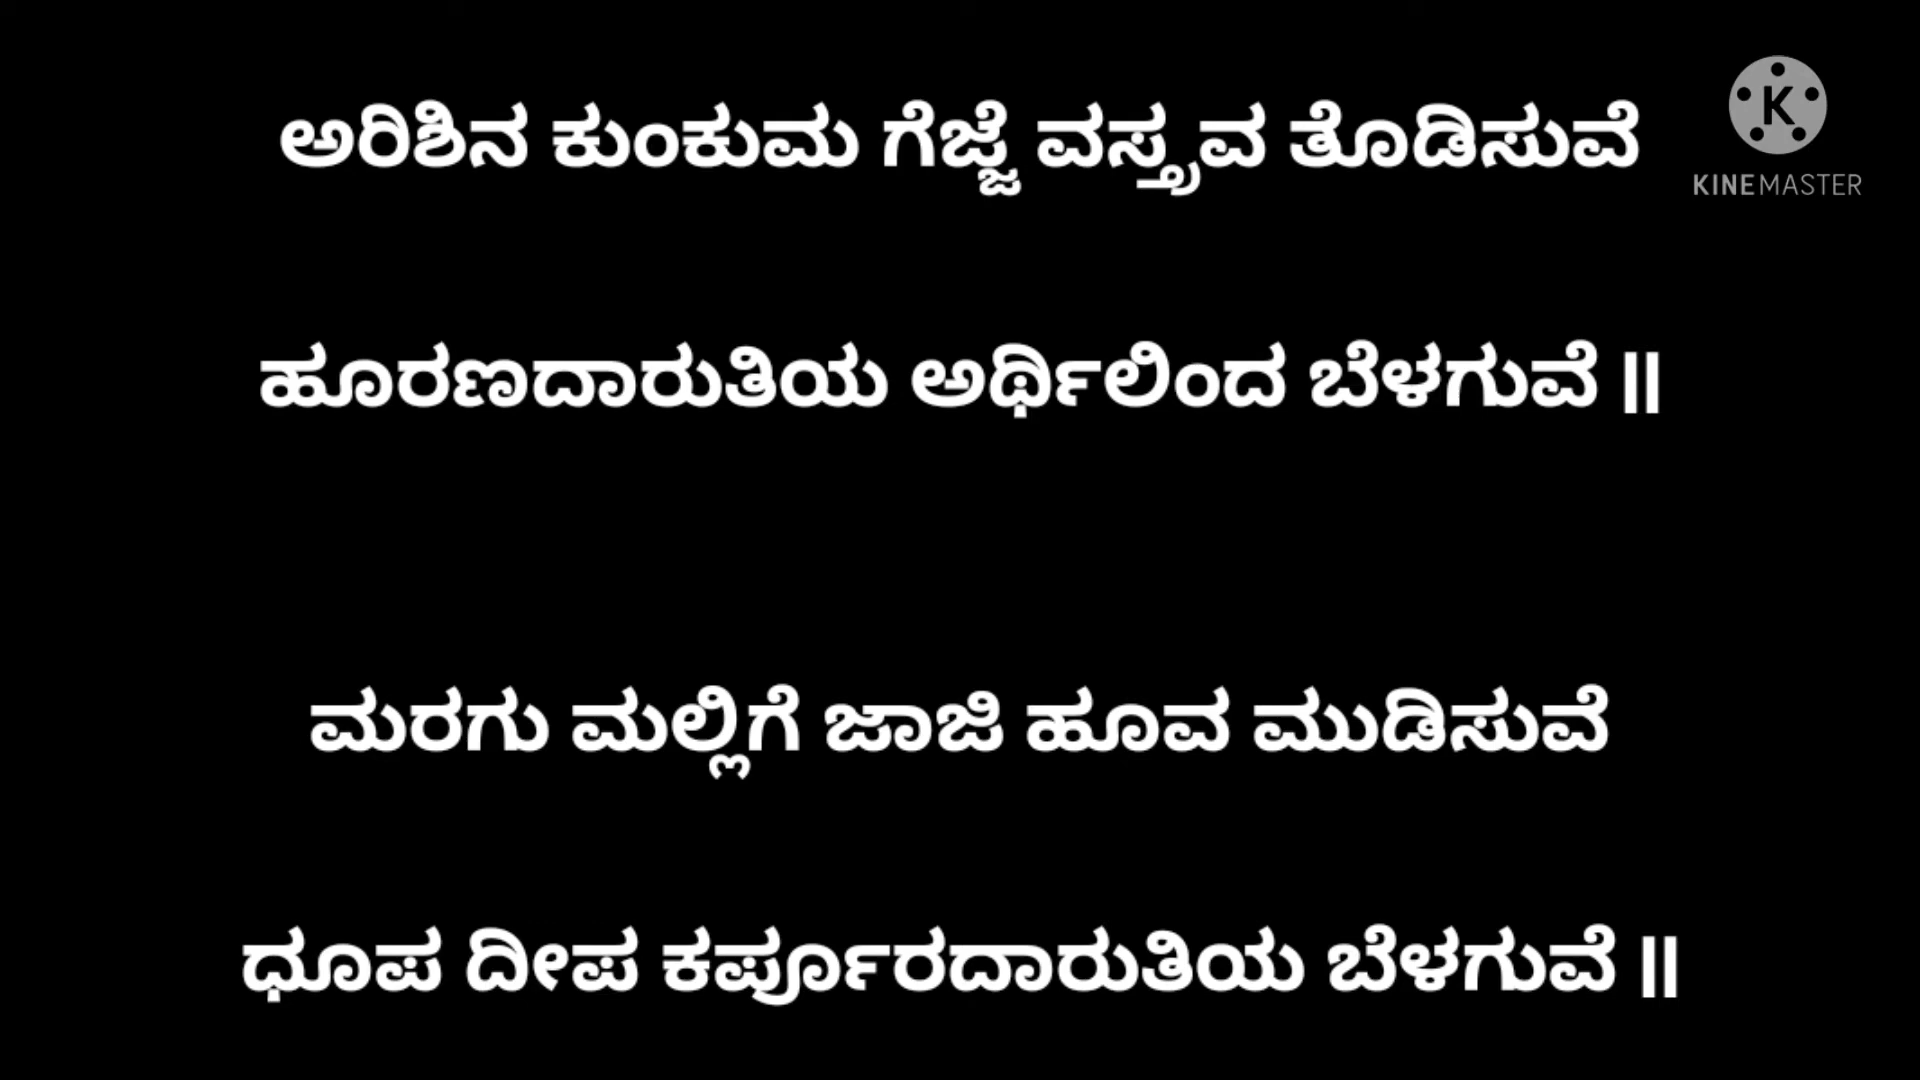 ಅರಿಶಿನ ಕುಂಕುಮ ಗೆಜ್ಜೆ ವಸ್ತ್ರವ ತೊಡಿಸುವೆ
KINEMASTER
ಹೂರಣದಾರುತಿಯ ಅರ್ಥಿಲಿಂದ ಬೆಳಗುವೆ ||
ಮರಗು ಮಲ್ಲಿಗೆ ಜಾಜಿ ಹೂವ ಮುಡಿಸುವೆ
ಧೂಪ ದೀಪ ಕರ್ಪೂರದಾರುತಿಯ ಬೆಳಗುವೆ ||